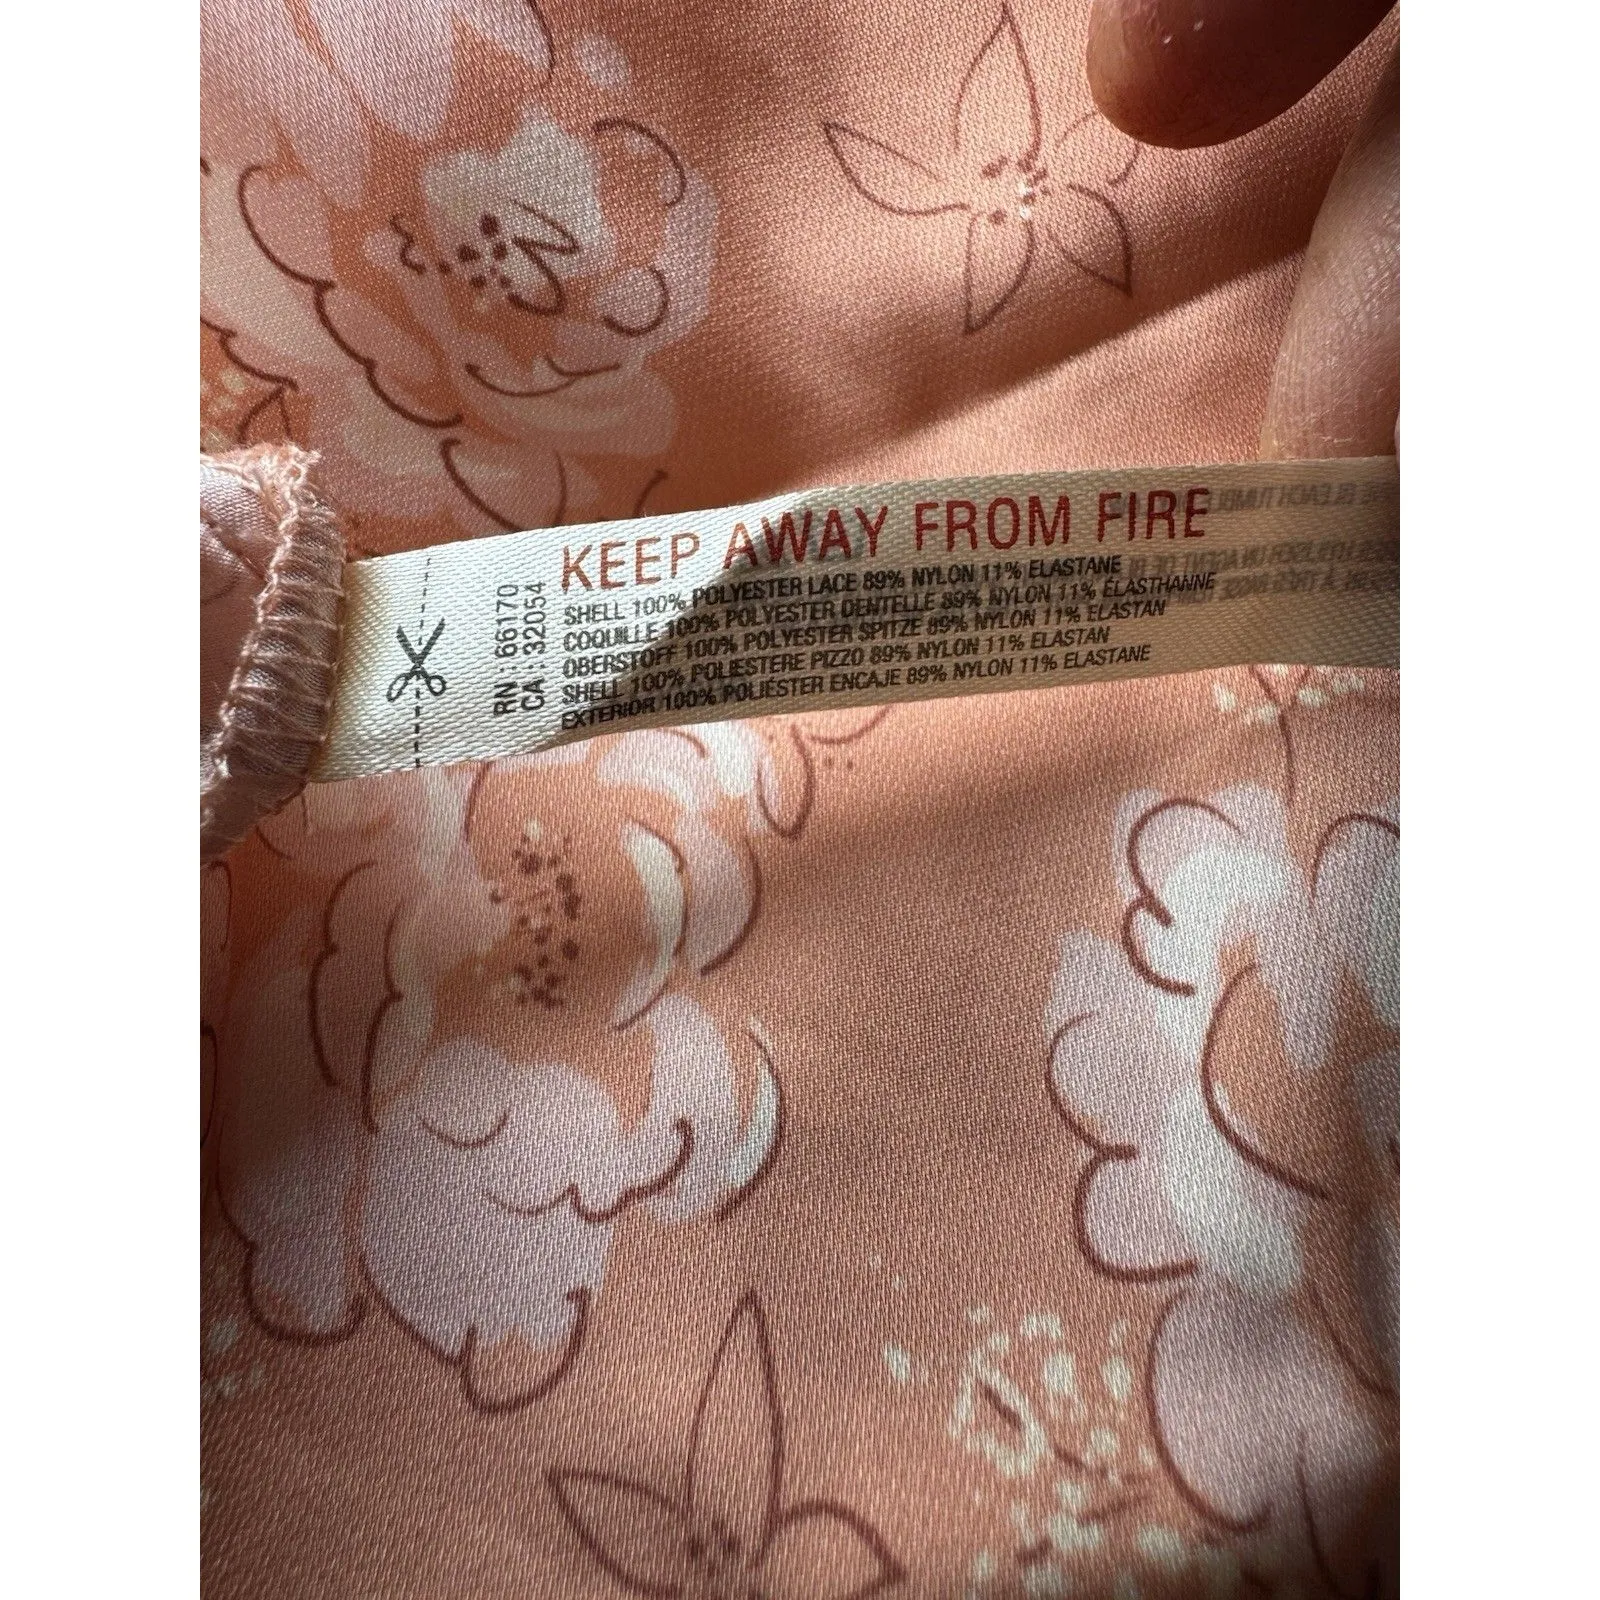 KEEP AWAY FROM FIRE
SHELL 100% POLYESTER LACE 89% NYLON 11% ELASTANE
COQUILLE 100% POLYESTER DENTELLE 89% NYLON 11% ÉLASTHANNE
OBERSTOFF 100% POLYESTER SPITZE 89% NYLON 11% ELASTAN
SHELL 100% POLIESTERE PIZZO 89% NYLON 11% ELASTAN
EXTERIOR 100% POLIÉSTER ENCAJE 89% NYLON 11% ELASTANE
RN : 66170
CA : 32054